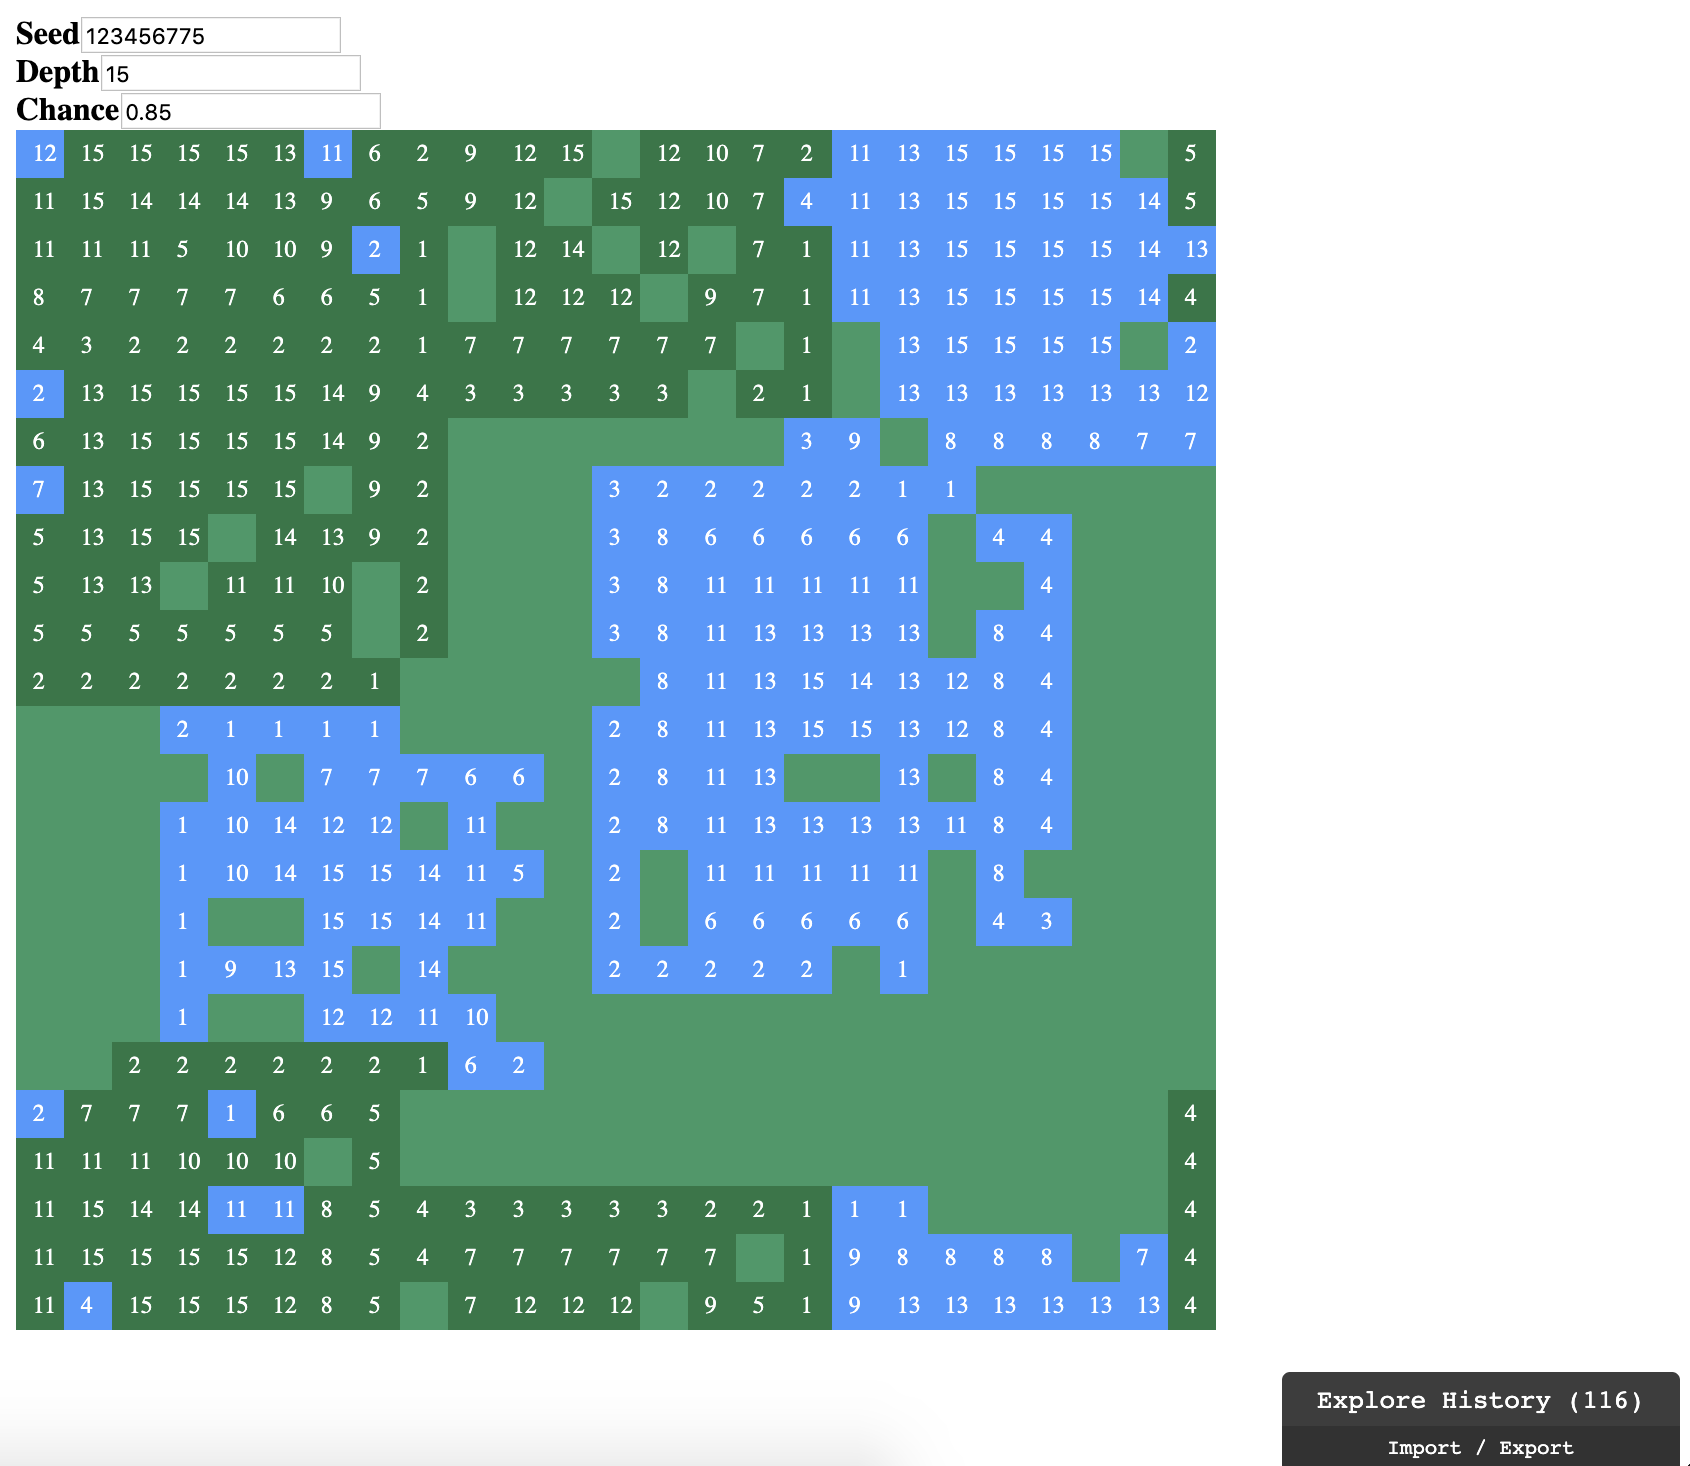 Seed 123456775
Depth 15
Chance 0.85
12 15 15 15 15 13 11 6 2 9 12 15 12 10 7 2 11 13 15 15 15 15 5
11 15 14 14 14 13 9 6 5 9 12 15 12 10 7 4 11 13 15 15 15 15 14 5
11 11 11 5 10 10 9 2 1 12 14 12 7 1 11 13 15 15 15 15 14 13
8 7 7 7 7 6 6 5 1 12 12 12 9 7 1 11 13 15 15 15 15 14 4
4 3 2 2 2 2 2 2 1 7 7 7 7 7 7 1 13 15 15 15 15 2
2 13 15 15 15 15 14 9 4 3 3 3 3 3 2 1 13 13 13 13 13 13 12
6 13 15 15 15 15 14 9 2 3 9 8 8 8 8 7 7
7 13 15 15 15 15 9 2 3 2 2 2 2 2 1 1
5 13 15 15 14 13 9 2 3 8 6 6 6 6 6 4 4
5 13 13 11 11 10 2 3 8 11 11 11 11 11 4
5 5 5 5 5 5 5 2 3 8 11 13 13 13 13 8 4
2 2 2 2 2 2 2 1 8 11 13 15 14 13 12 8 4
2 1 1 1 1 2 8 11 13 15 15 13 12 8 4
10 7 7 7 6 6 2 8 11 13 13 8 4
1 10 14 12 12 11 2 8 11 13 13 13 13 11 8 4
1 10 14 15 15 14 11 5 2 11 11 11 11 11 8
1 15 15 14 11 2 6 6 6 6 6 4 3
1 9 13 15 14 2 2 2 2 2 1
1 12 12 11 10
2 2 2 2 2 2 1 6 2
2 7 7 7 1 6 6 5 4
11 11 11 10 10 10 5 4
11 15 14 14 11 11 8 5 4 3 3 3 3 3 2 2 1 1 1 4
11 15 15 15 15 12 8 5 4 7 7 7 7 7 7 1 9 8 8 8 8 7 4
11 4 15 15 15 12 8 5 7 12 12 12 9 5 1 9 13 13 13 13 13 13 4
Explore History (116)
Import / Export